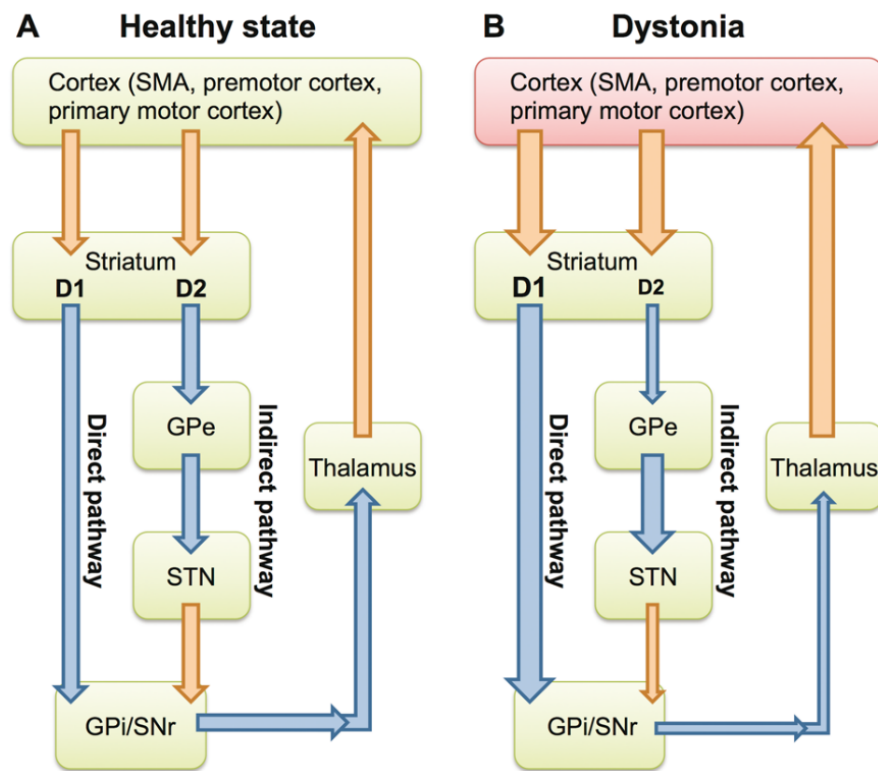 A Healthy state
Cortex (SMA, premotor cortex,
primary motor cortex)
Striatum
D1 D2
GPe
STN
Thalamus
GPi/SNr
Direct pathway
Indirect pathway
B Dystonia
Cortex (SMA, premotor cortex,
primary motor cortex)
Striatum
D1 D2
GPe
STN
Thalamus
GPi/SNr
Direct pathway
Indirect pathway